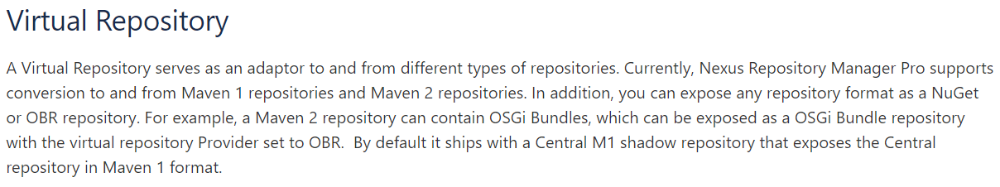 Virtual Repository
A Virtual Repository serves as an adaptor to and from different types of repositories. Currently, Nexus Repository Manager Pro supports
conversion to and from Maven 1 repositories and Maven 2 repositories. In addition, you can expose any repository format as a NuGet
or OBR repository. For example, a Maven 2 repository can contain OSGi Bundles, which can be exposed as a OSGi Bundle repository
with the virtual repository Provider set to OBR.  By default it ships with a Central M1 shadow repository that exposes the Central
repository in Maven 1 format.